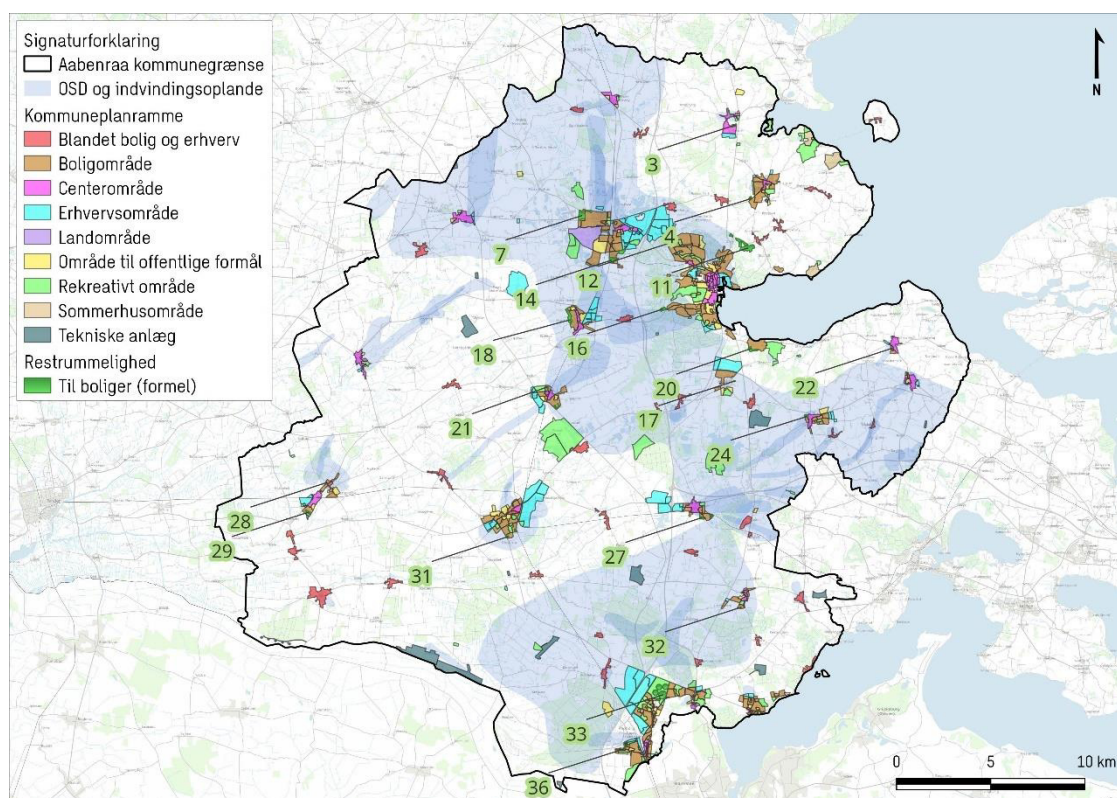 Signaturforklaring
Aabenraa kommunegrænse
OSD og indvindingsoplande
Kommuneplanramme
Blandet bolig og erhverv
Boligområde
Centerområde
Erhvervsområde
Landområde
Område til offentlige formål
Rekreativt område
Sommerhusområde
Tekniske anlæg
Restrummelighed
Til boliger (formel)
N
3
4
7
12
11
14
18
16
20
22
17
21
24
28
29
31
27
32
33
36
0 5 10 km